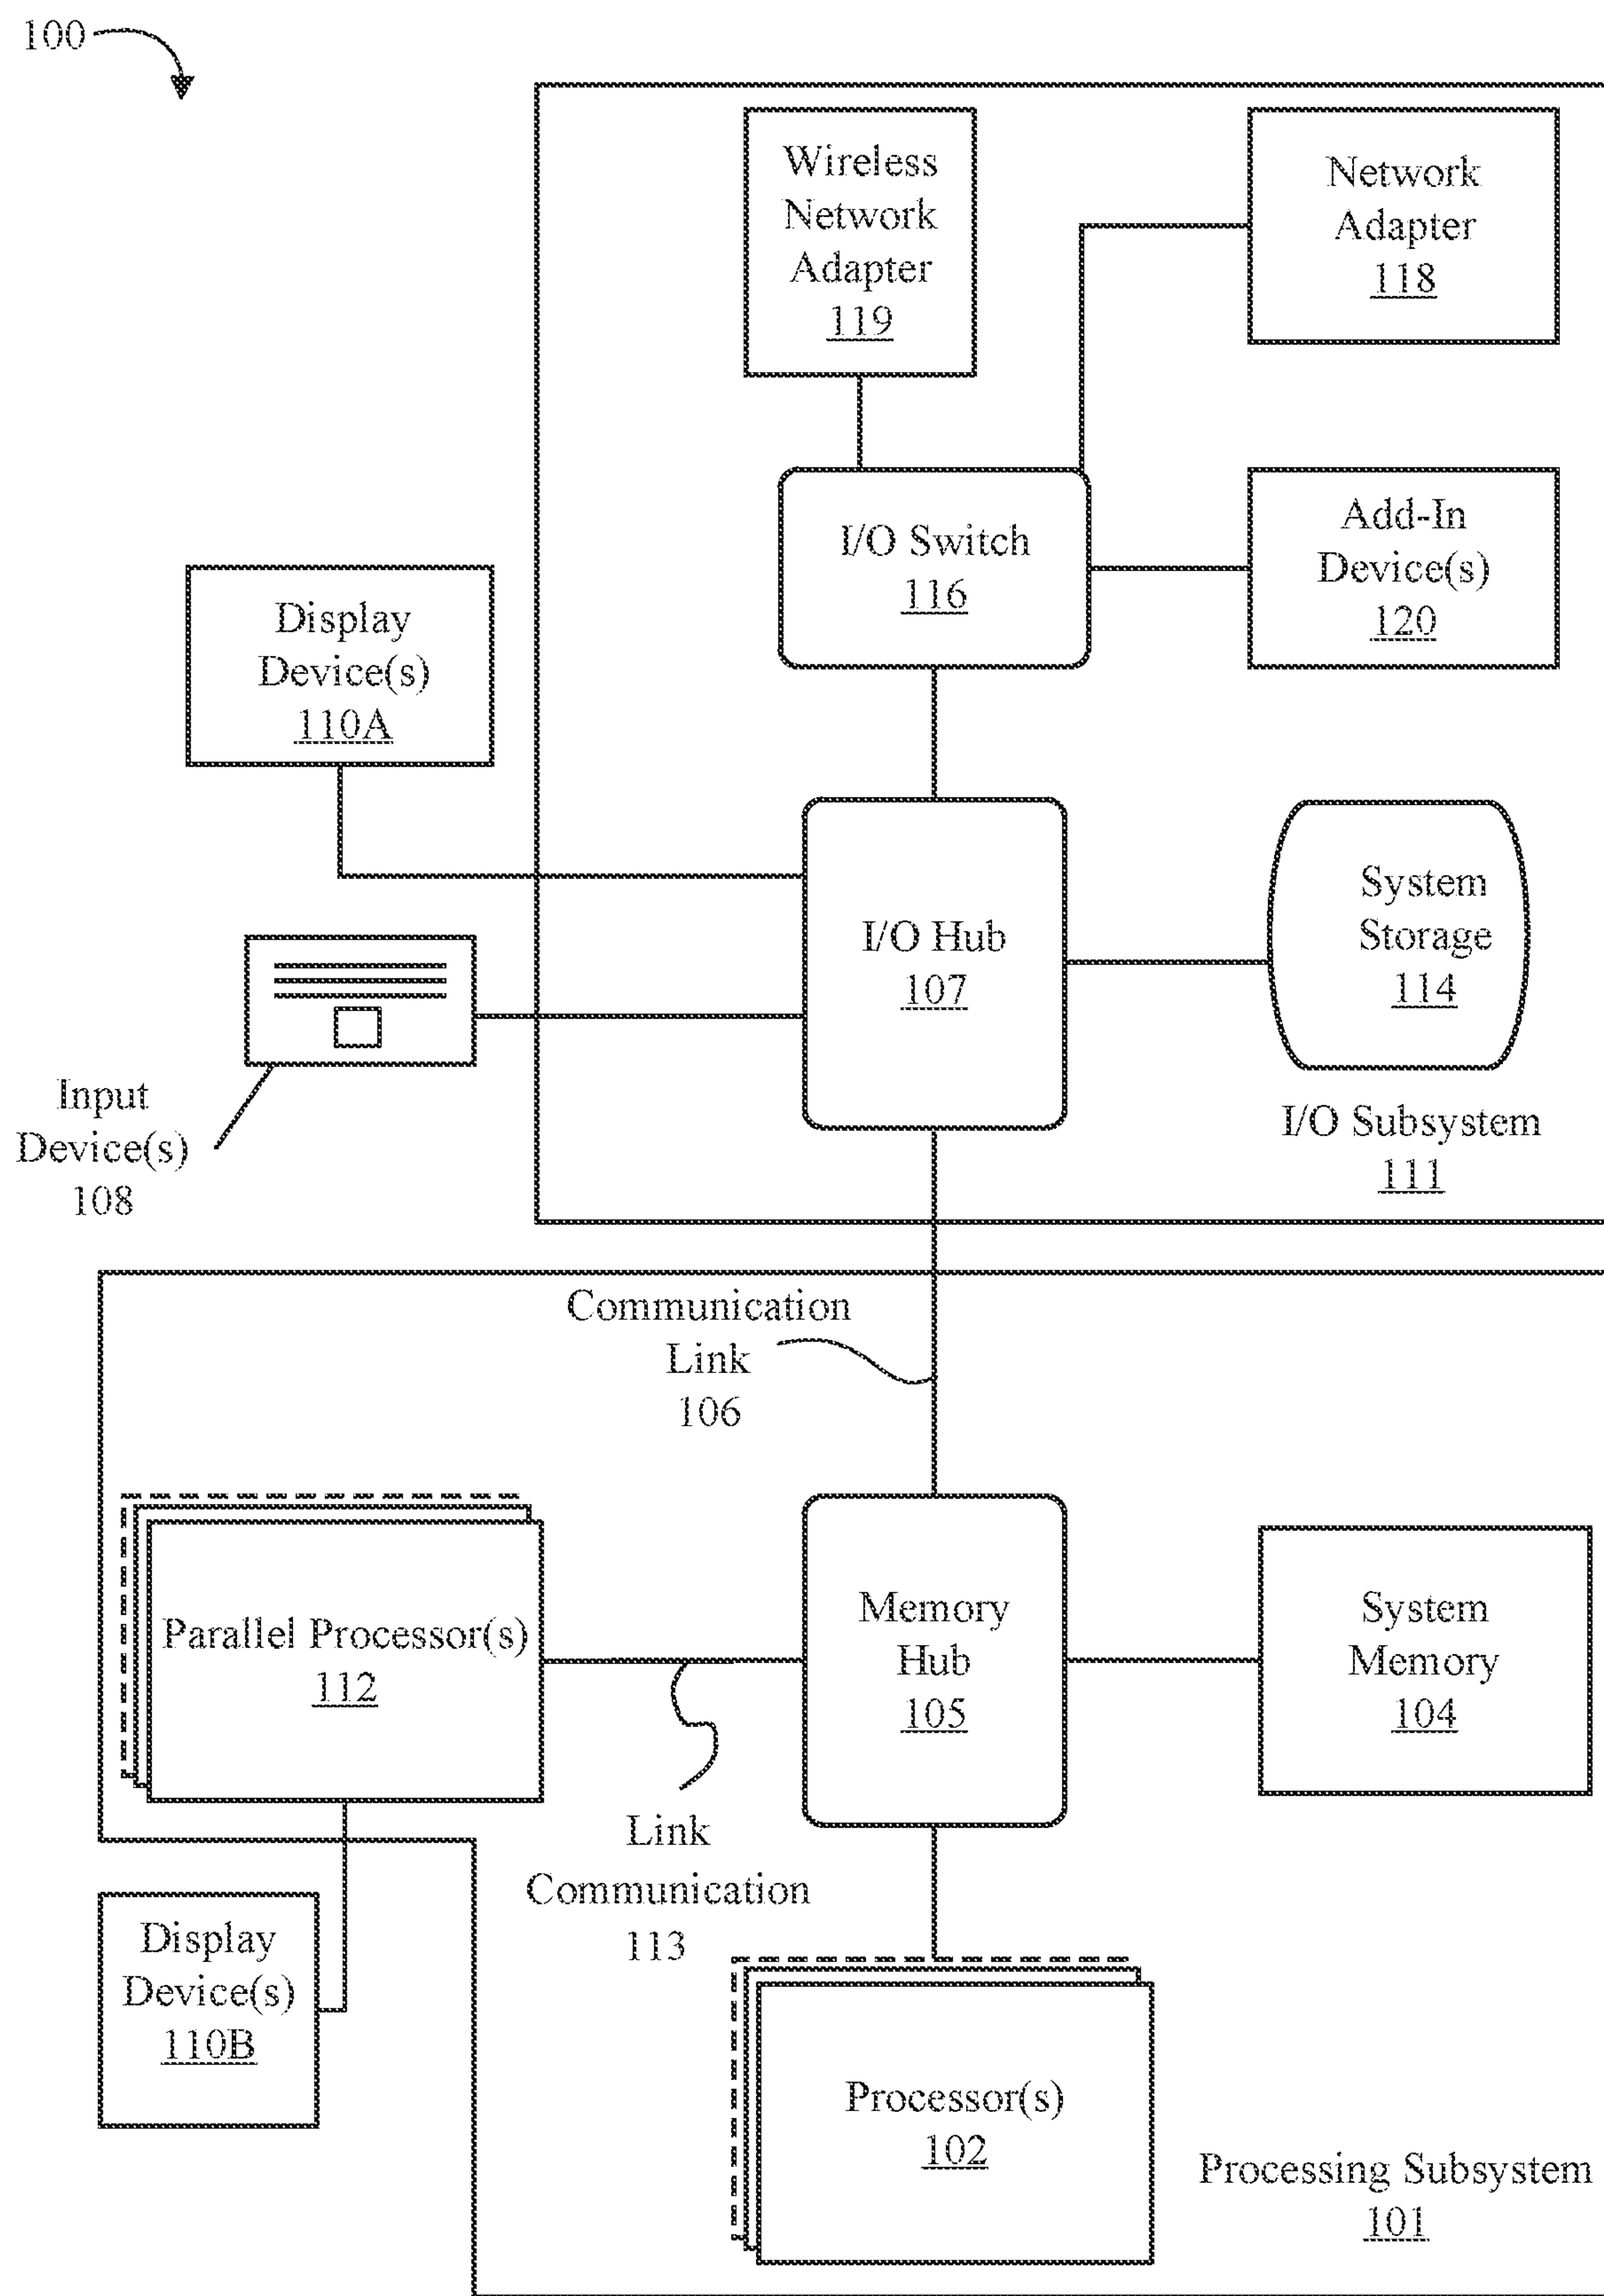 100
Wireless
Network
Adapter
119
Network
Adapter
118
I/O Switch
116
Add-In
Device(s)
120
Display
Device(s)
110A
I/O Hub
107
System
Storage
114
Input
Device(s)
108
I/O Subsystem
111
Communication
Link
106
Parallel Processor(s)
112
Memory
Hub
105
System
Memory
104
Link
Communication
113
Display
Device(s)
110B
Processor(s)
102
Processing Subsystem
101